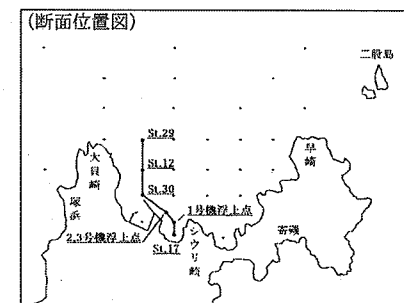 (断面位置図)
二股島
St.29
大貝崎
早崎
St.12
塚浜
St.30
1号機浮上点
寄磯
2,3号機浮上点
シウリ崎
St.17